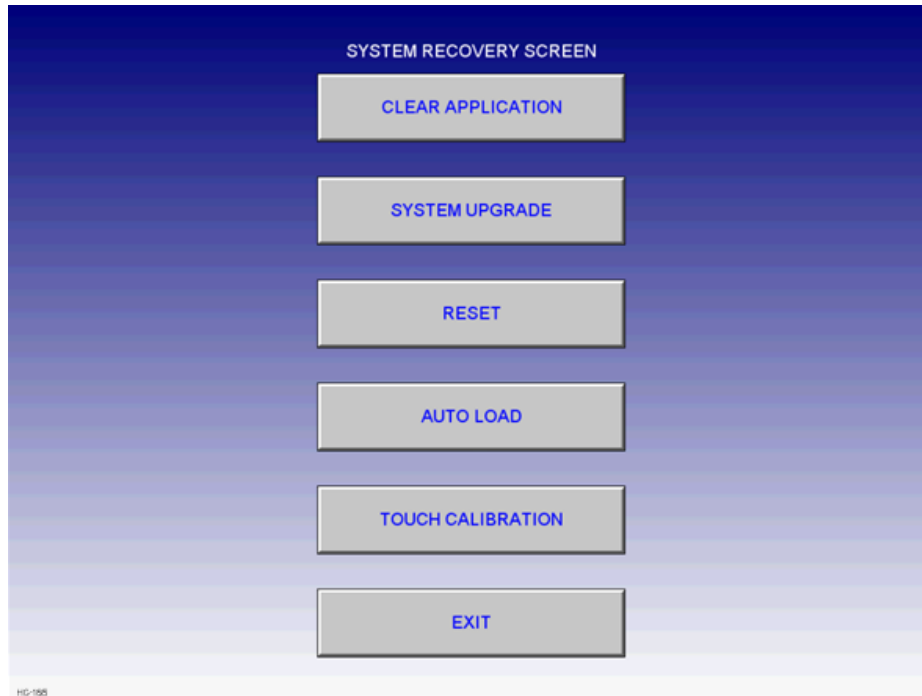 SYSTEM RECOVERY SCREEN
CLEAR APPLICATION
SYSTEM UPGRADE
RESET
AUTO LOAD
TOUCH CALIBRATION
EXIT